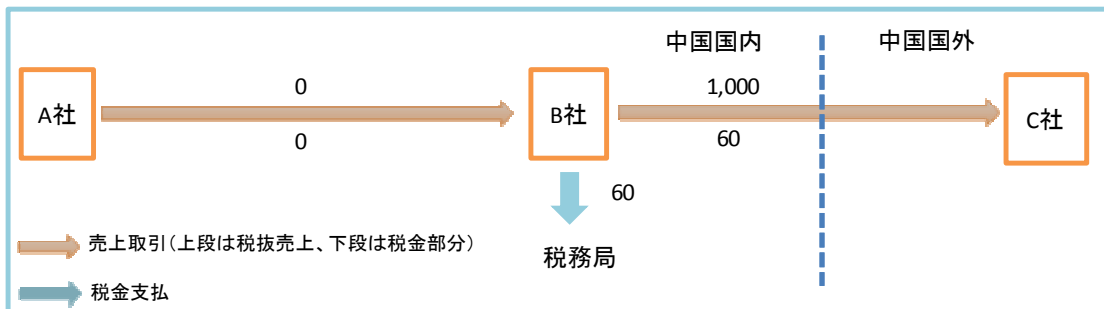 中国国内
中国国外
0
1,000
A社
B社
C社
0
60
60
売上取引（上段は税抜売上、下段は税金部分）
税務局
税金支払